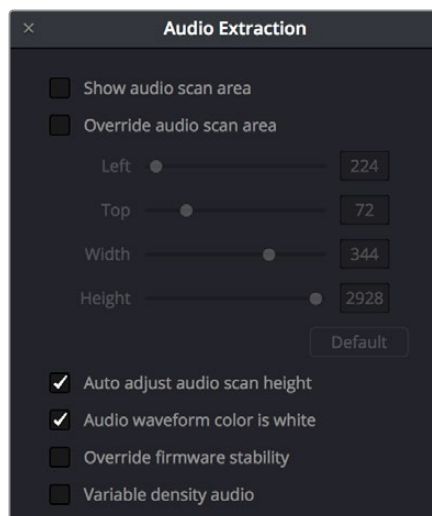 Audio Extraction
Show audio scan area
Override audio scan area
Left 224
Top 72
Width 344
Height 2928
Default
Auto adjust audio scan height
Audio waveform color is white
Override firmware stability
Variable density audio